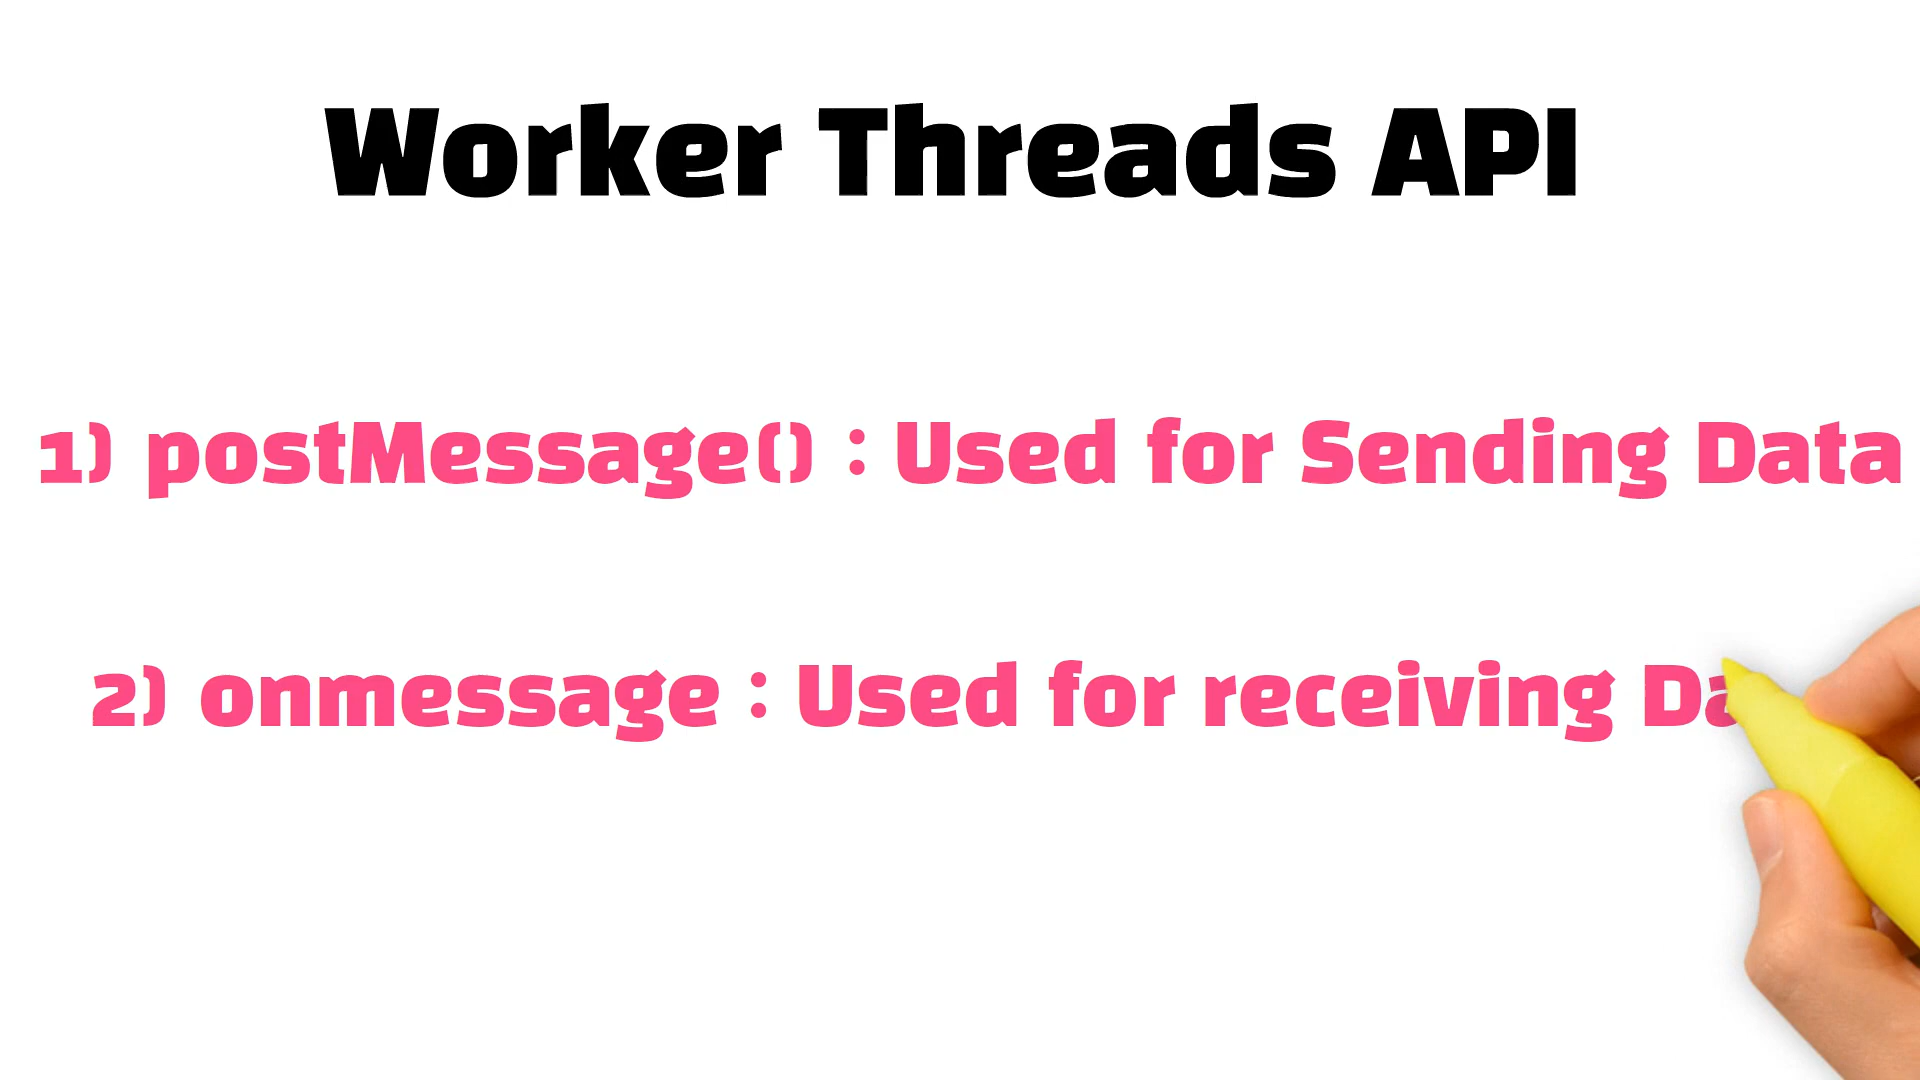 Worker Threads API
1) postMessage() : Used for Sending Data
2) onmessage : Used for receiving